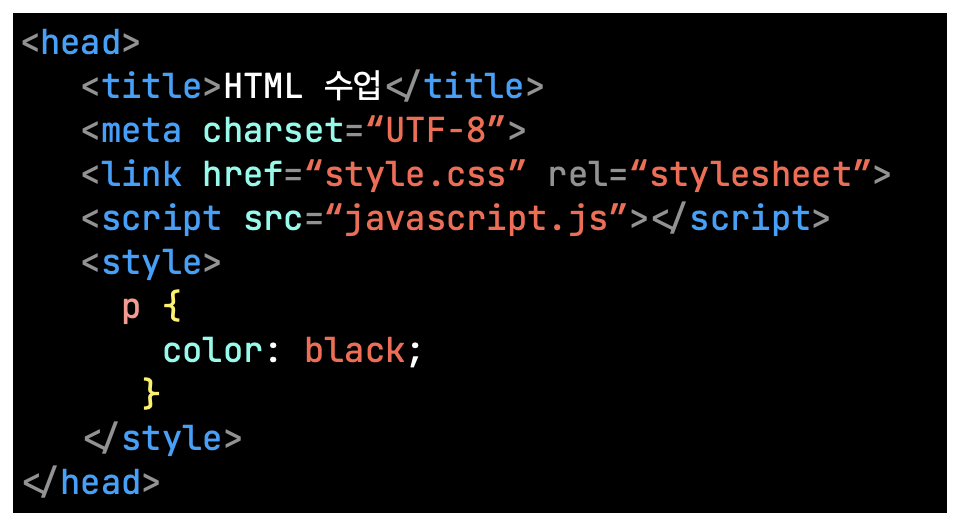 <head>
<title>HTML 수업</title>
<meta charset=“UTF-8”>
<link href=“style.css” rel=“stylesheet”>
<script src=“javascript.js”></script>
<style>
p {
color: black;
}
</style>
</head>